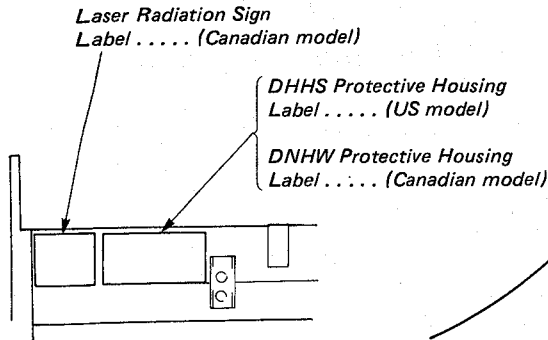 Laser Radiation Sign
Label . . . . . (Canadian model)
DHHS Protective Housing
Label . . . . . (US model)
DNHW Protective Housing
Label . . . . . (Canadian model)